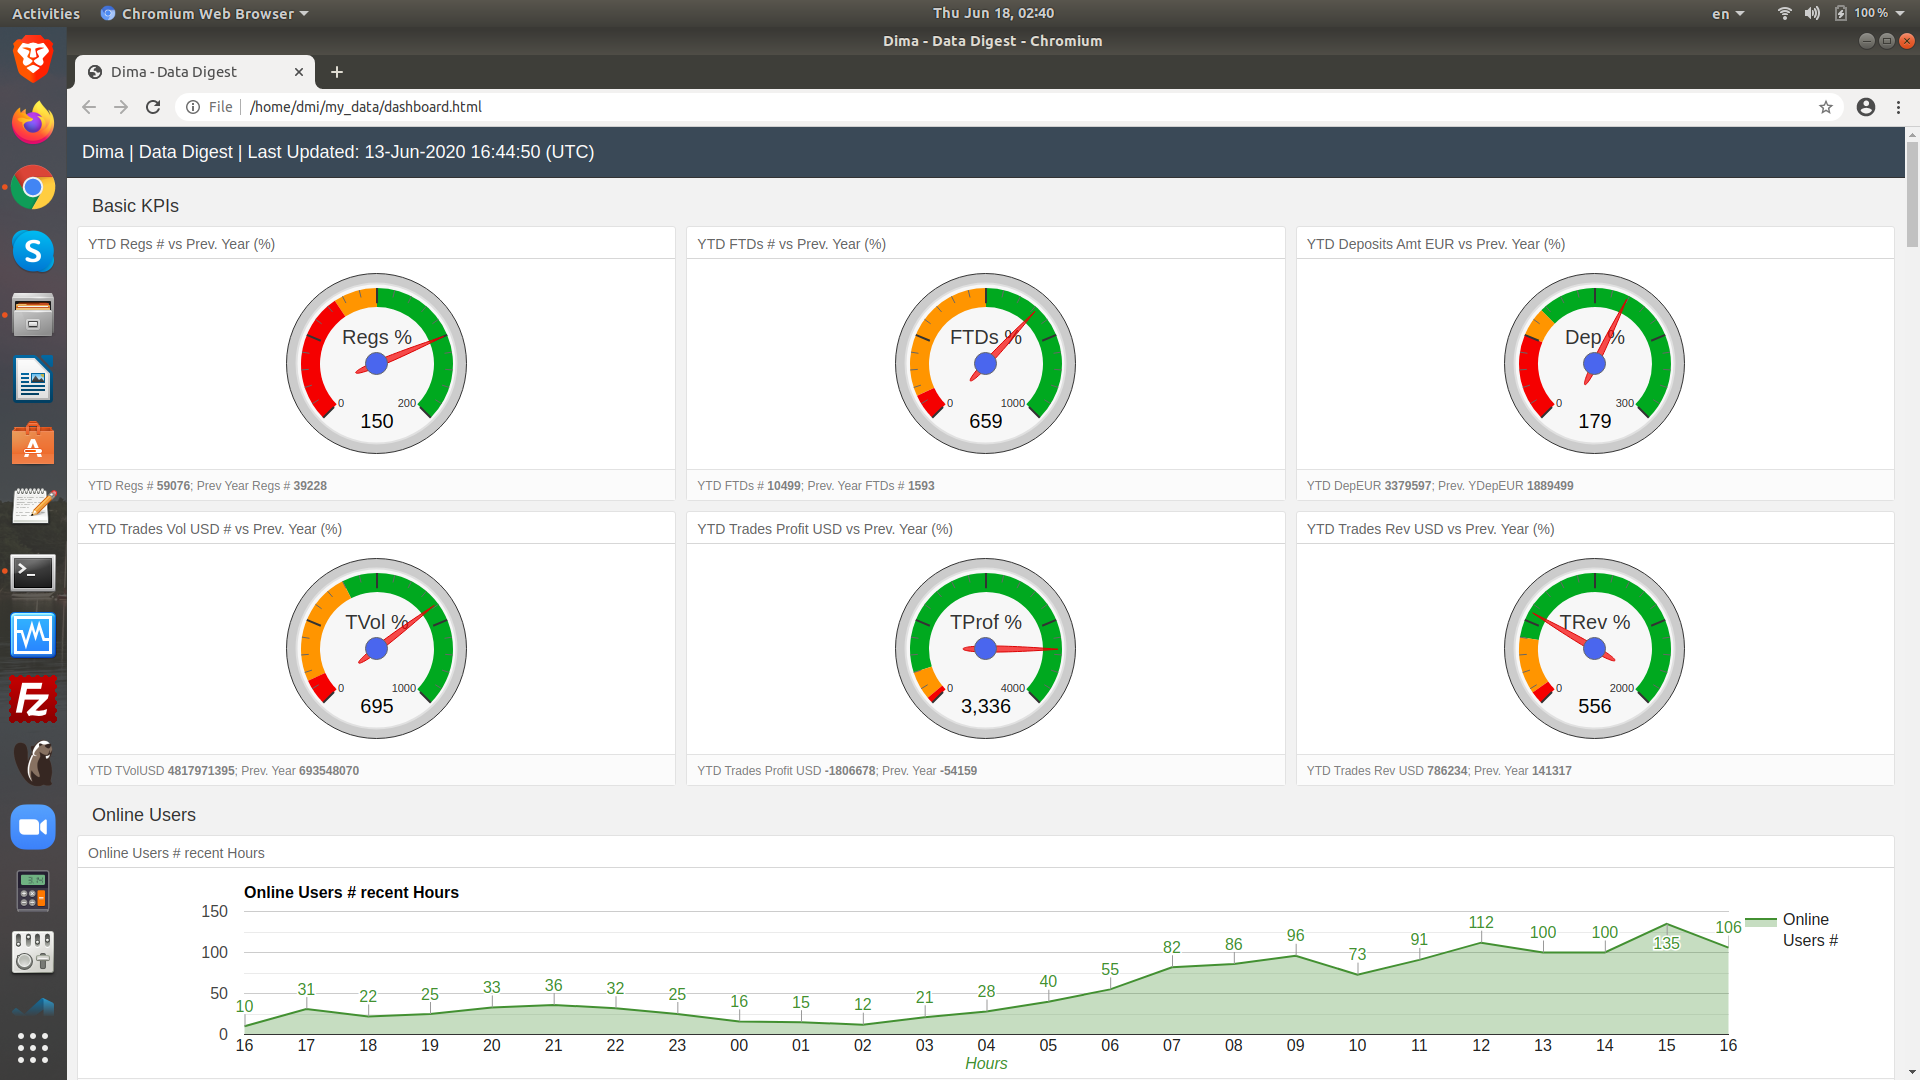 Activities
Chromium Web Browser
Thu Jun 18, 02:40
en
100 %
Dima - Data Digest - Chromium
Dima - Data Digest
File
/home/dmi/my_data/dashboard.html
Dima | Data Digest | Last Updated: 13-Jun-2020 16:44:50 (UTC)
Basic KPIs
YTD Regs # vs Prev. Year (%)
Regs %
0 200
150
YTD Regs # 59076; Prev Year Regs # 39228
YTD FTDs # vs Prev. Year (%)
FTDs %
0 1000
659
YTD FTDs # 10499; Prev. Year FTDs # 1593
YTD Deposits Amt EUR vs Prev. Year (%)
Dep %
0 300
179
YTD DepEUR 3379597; Prev. YDepEUR 1889499
YTD Trades Vol USD # vs Prev. Year (%)
TVol %
0 1000
695
YTD TVolUSD 4817971395; Prev. Year 693548070
YTD Trades Profit USD vs Prev. Year (%)
TProf %
0 4000
3,336
YTD Trades Profit USD -1806678; Prev. Year -54159
YTD Trades Rev USD vs Prev. Year (%)
TRev %
0 2000
556
YTD Trades Rev USD 786234; Prev. Year 141317
Online Users
Online Users # recent Hours
Online Users # recent Hours
150
100
50
0
10 31 22 25 33 36 32 25 16 15 12 21 28 40 55 82 86 96 73 91 112 100 100 135 106
16 17 18 19 20 21 22 23 00 01 02 03 04 05 06 07 08 09 10 11 12 13 14 15 16
Hours
Online
Users #